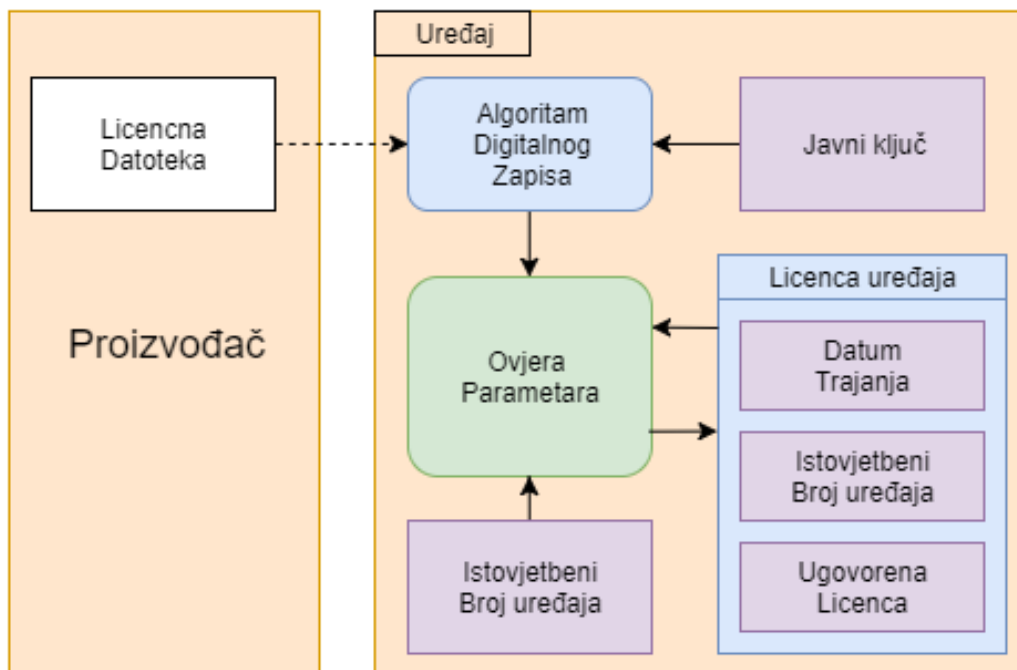 Uređaj
Licencna
Datoteka
Algoritam
Digitalnog
Zapisa
Javni ključ
Proizvođač
Ovjera
Parametara
Licenca uređaja
Datum
Trajanja
Istovjetbeni
Broj uređaja
Ugovorena
Licenca
Istovjetbeni
Broj uređaja